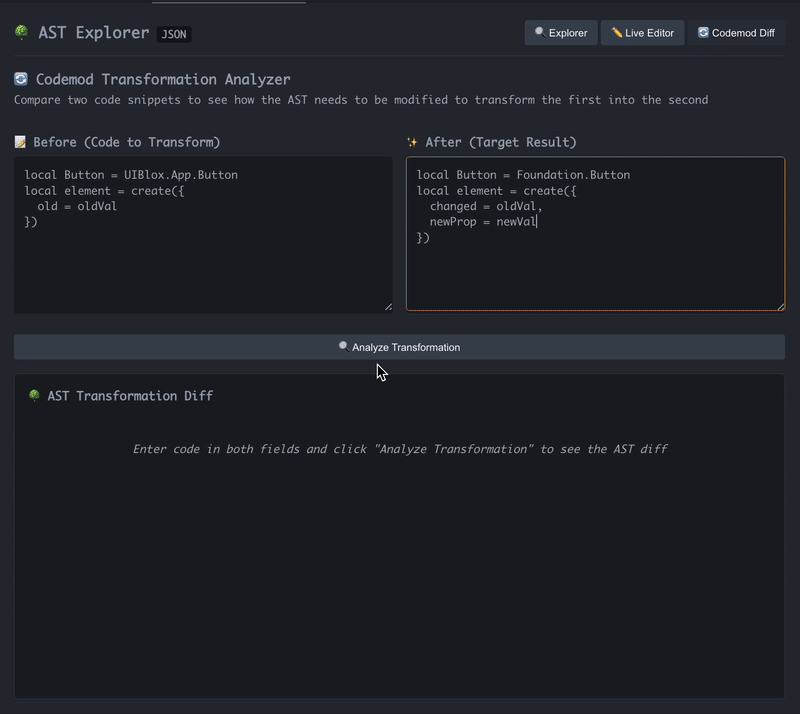 AST Explorer JSON
Explorer
Live Editor
Codemod Diff
Codemod Transformation Analyzer
Compare two code snippets to see how the AST needs to be modified to transform the first into the second
Before (Code to Transform)
local Button = UIBlox.App.Button
local element = create({
  old = oldVal
})
After (Target Result)
local Button = Foundation.Button
local element = create({
  changed = oldVal,
  newProp = newVal
})
Analyze Transformation
AST Transformation Diff
Enter code in both fields and click "Analyze Transformation" to see the AST diff